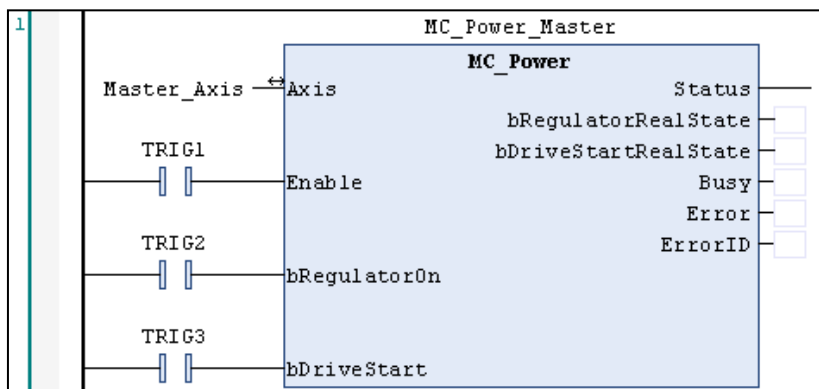 1
MC_Power_Master
MC_Power
Master_Axis Axis Status
bRegulatorRealState
TRIG1 bDriveStartRealState
Enable Busy
Error
TRIG2 ErrorID
bRegulatorOn
TRIG3
bDriveStart